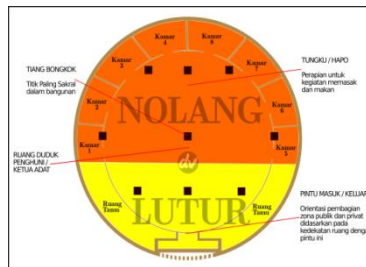 Kamar
4
Kamar
8
Kamar
3
Kamar
7
TIANG BONGKOK
Titik Paling Sakral
dalam bangunan
TUNGKU / HAPO
Perapian untuk
kegiatan memasak
dan makan
Kamar
2
Kamar
6
NOLANG
Kamar
1
Kamar
5
RUANG DUDUK
PENGHUNI /
KETUA ADAT
dv
Ruang
Tamu
Ruang
Tamu
LUTUR
PINTU MASUK / KELUAR
Orientasi pembagian
zona publik dan privat
didasarkan pada
kedekatan ruang dengan
pintu ini